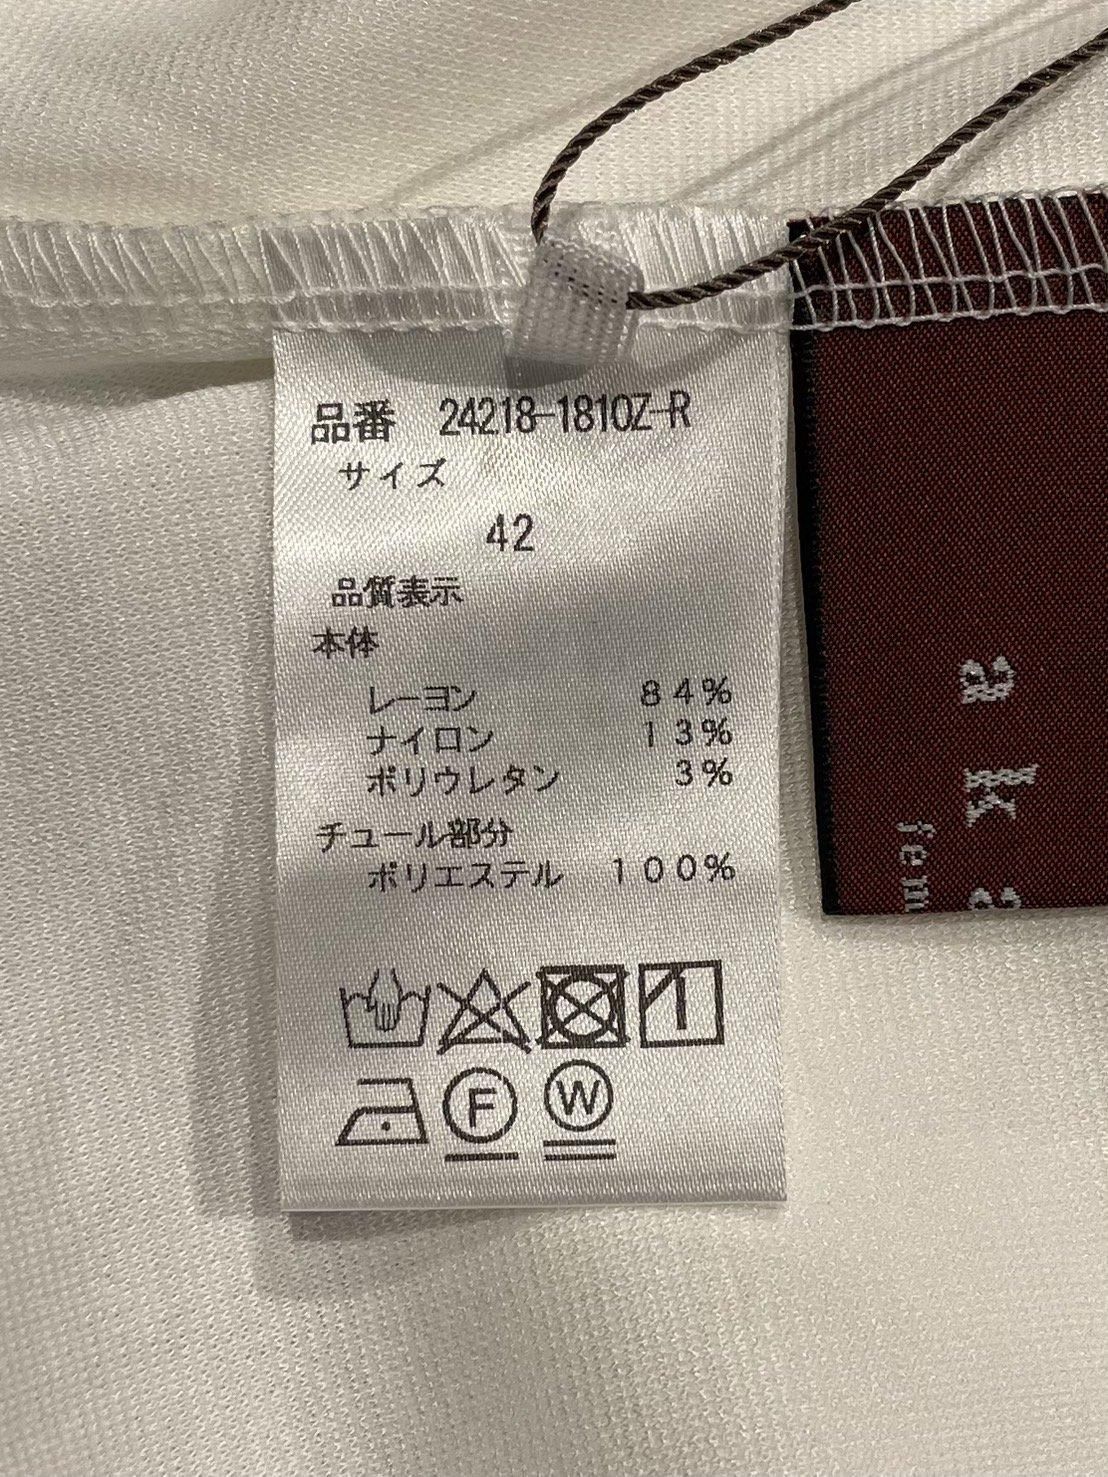 品番 24218-1810Z-R
サイズ
42
品質表示
本体
レーヨン 84%
ナイロン 13%
ポリウレタン 3%
チュール部分
ポリエステル 100%
F W
a k
fem